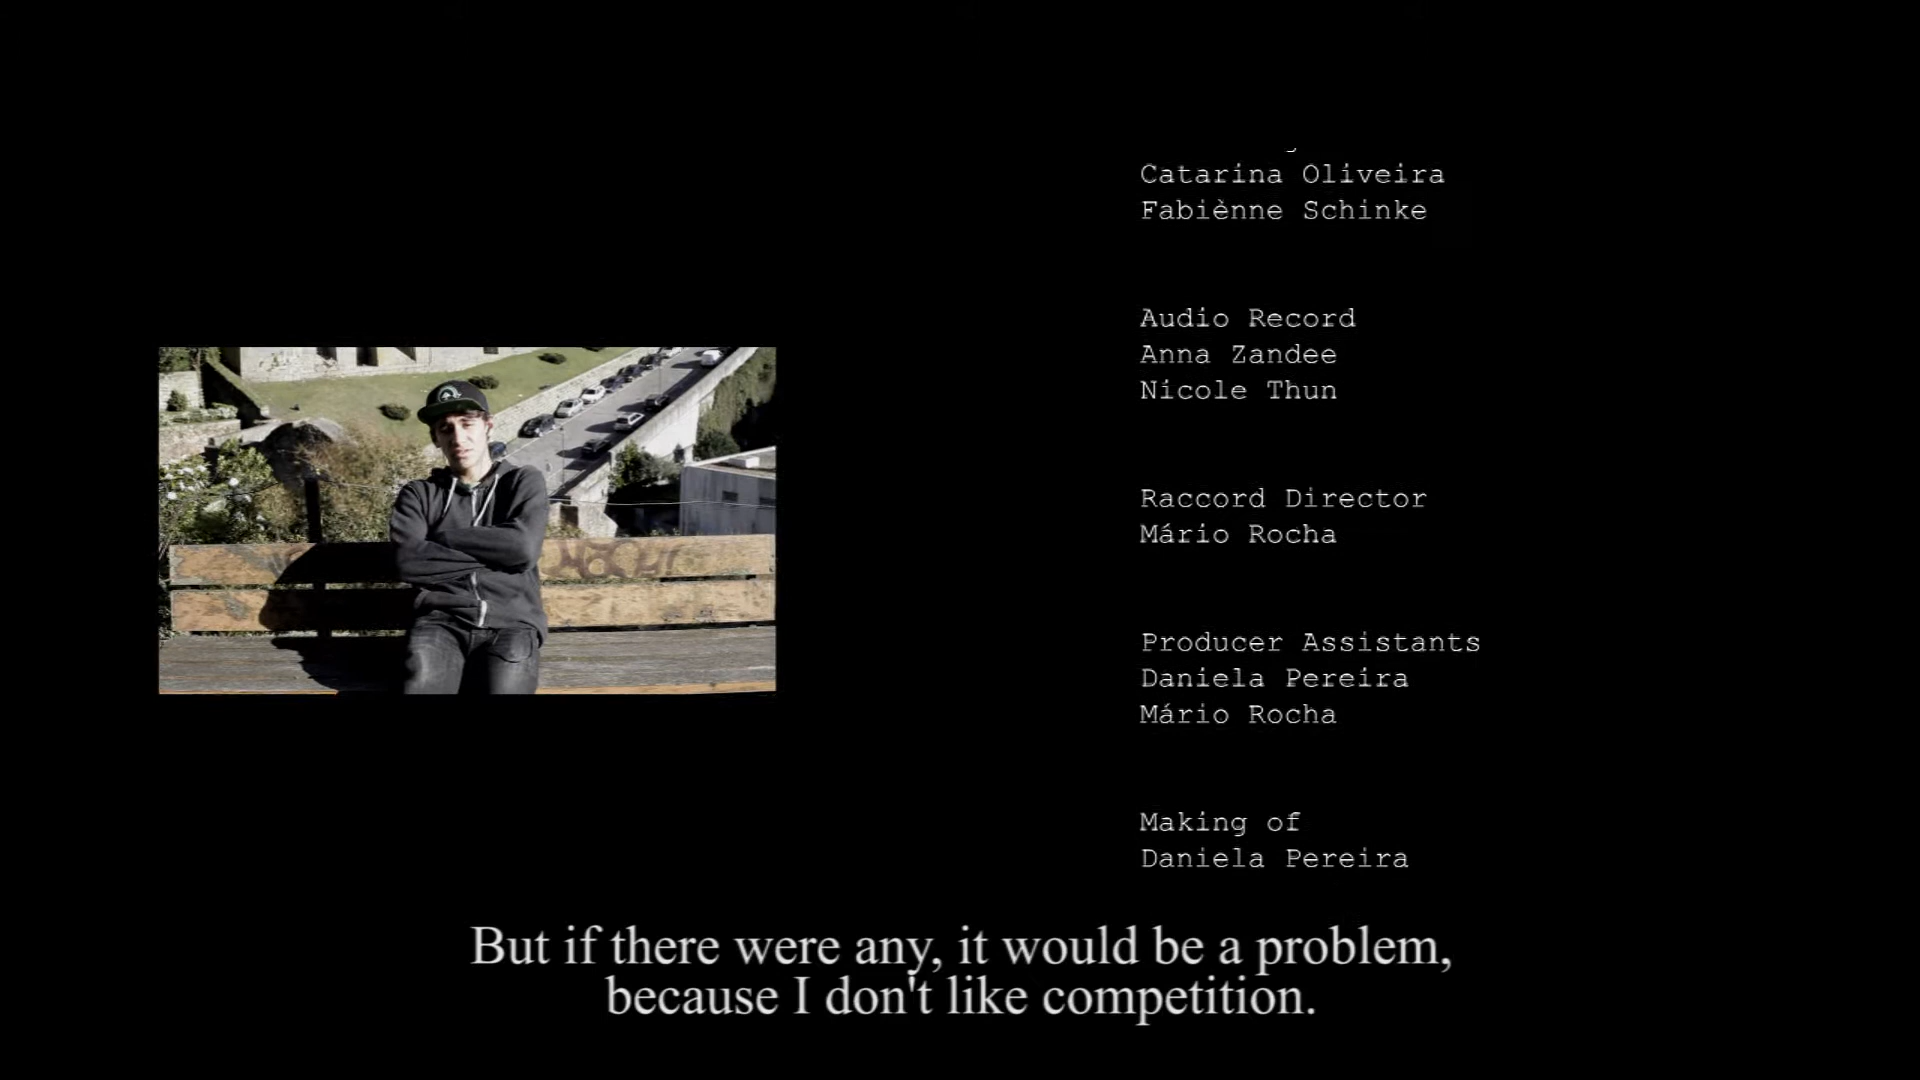 Catarina Oliveira
Fabiènne Schinke
Audio Record
Anna Zandee
Nicole Thun
Raccord Director
Mário Rocha
Producer Assistants
Daniela Pereira
Mário Rocha
Making of
Daniela Pereira
But if there were any, it would be a problem,
because I don't like competition.